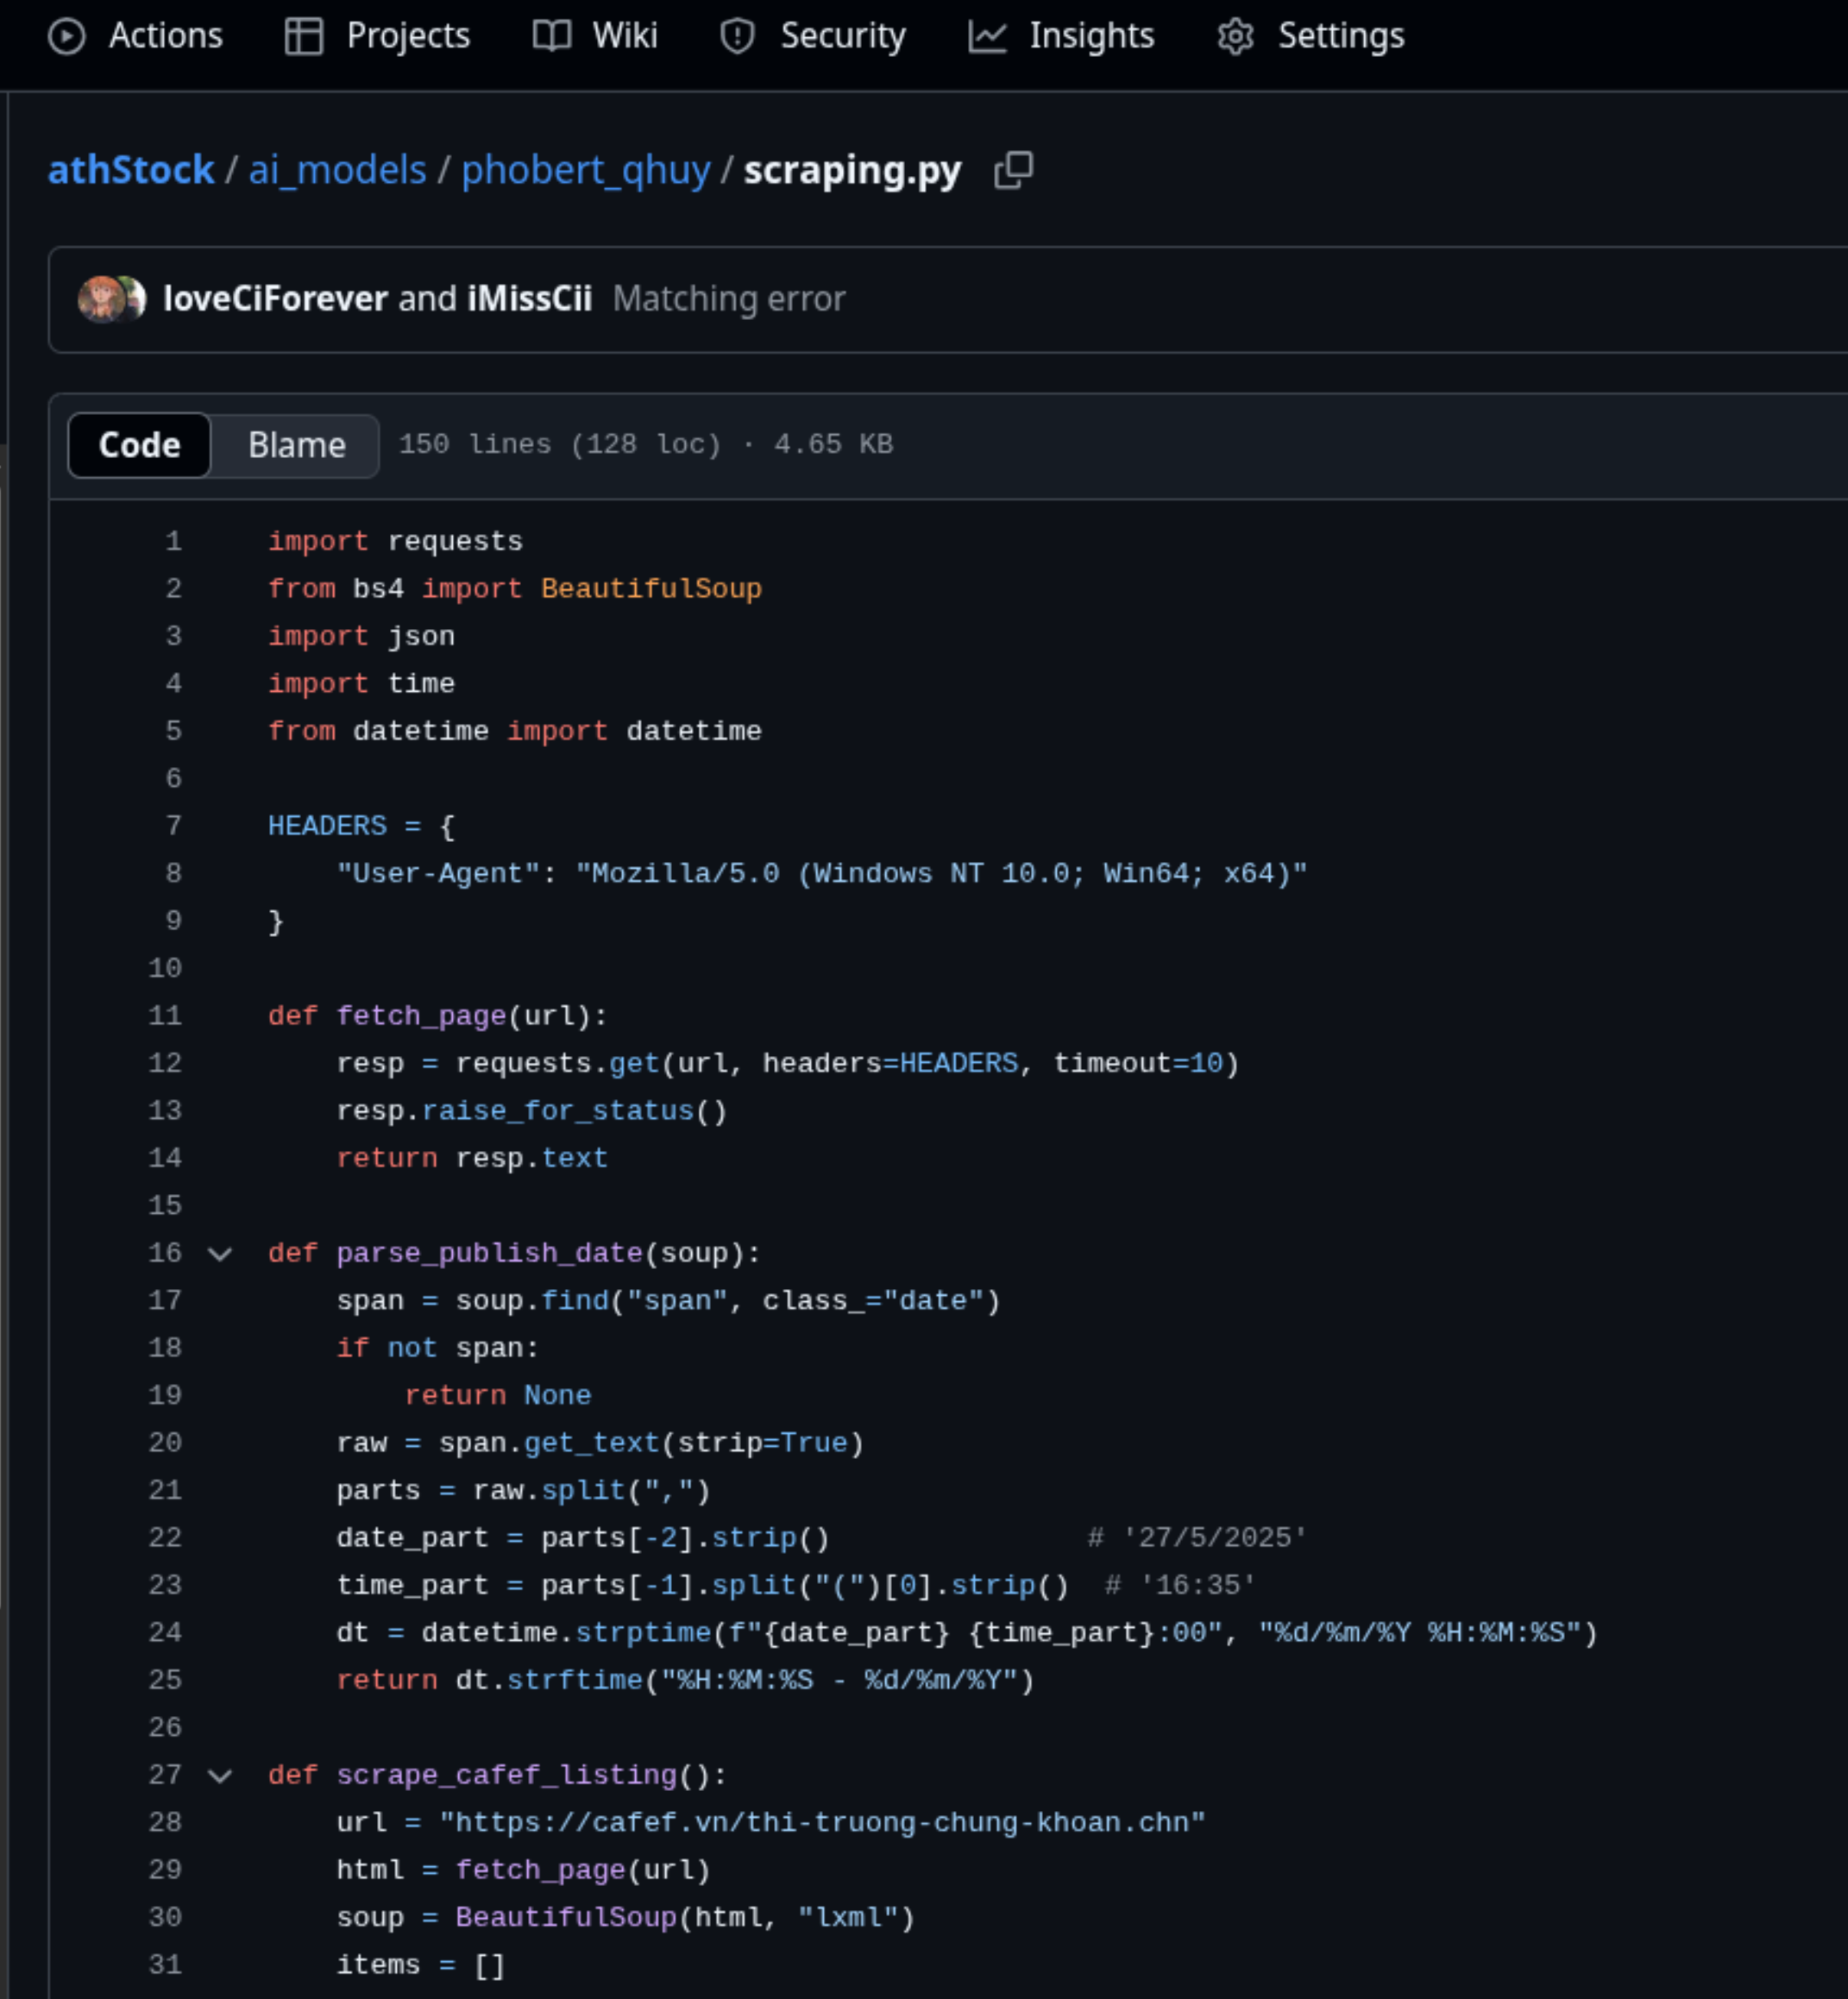 Actions Projects Wiki Security Insights Settings
athStock / ai_models / phobert_qhuy / scraping.py
loveCiForever and iMissCii Matching error
Code Blame 150 lines (128 loc) · 4.65 KB
1 import requests
2 from bs4 import BeautifulSoup
3 import json
4 import time
5 from datetime import datetime
6
7 HEADERS = {
8     "User-Agent": "Mozilla/5.0 (Windows NT 10.0; Win64; x64)"
9 }
10
11 def fetch_page(url):
12     resp = requests.get(url, headers=HEADERS, timeout=10)
13     resp.raise_for_status()
14     return resp.text
15
16 def parse_publish_date(soup):
17     span = soup.find("span", class_="date")
18     if not span:
19         return None
20     raw = span.get_text(strip=True)
21     parts = raw.split(",")
22     date_part = parts[-2].strip()               # '27/5/2025'
23     time_part = parts[-1].split("(")[0].strip()  # '16:35'
24     dt = datetime.strptime(f"{date_part} {time_part}:00", "%d/%m/%Y %H:%M:%S")
25     return dt.strftime("%H:%M:%S - %d/%m/%Y")
26
27 def scrape_cafef_listing():
28     url = "https://cafef.vn/thi-truong-chung-khoan.chn"
29     html = fetch_page(url)
30     soup = BeautifulSoup(html, "lxml")
31     items = []